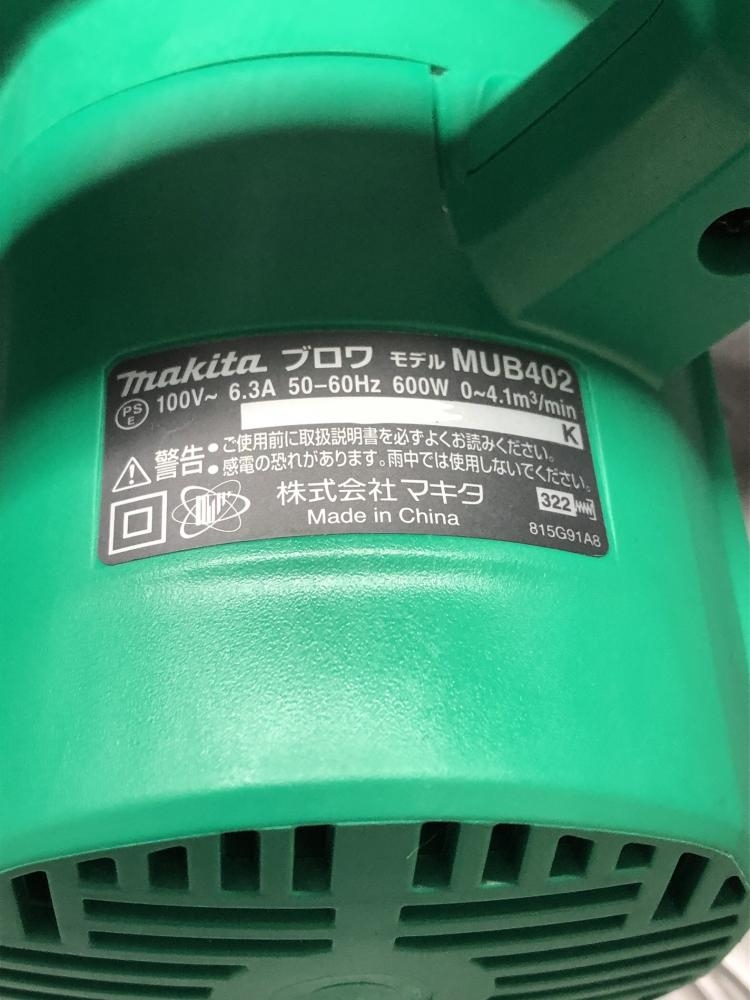 makita ブロワ モデル MUB402
PS E 100V~ 6.3A 50-60Hz 600W 0~4.1m³/min
K
警告 ●ご使用前に取扱説明書を必ずよくお読みください。
●感電の恐れがあります。雨中では使用しないでください。
株式会社 マキタ
322
Made in China
815G91A8